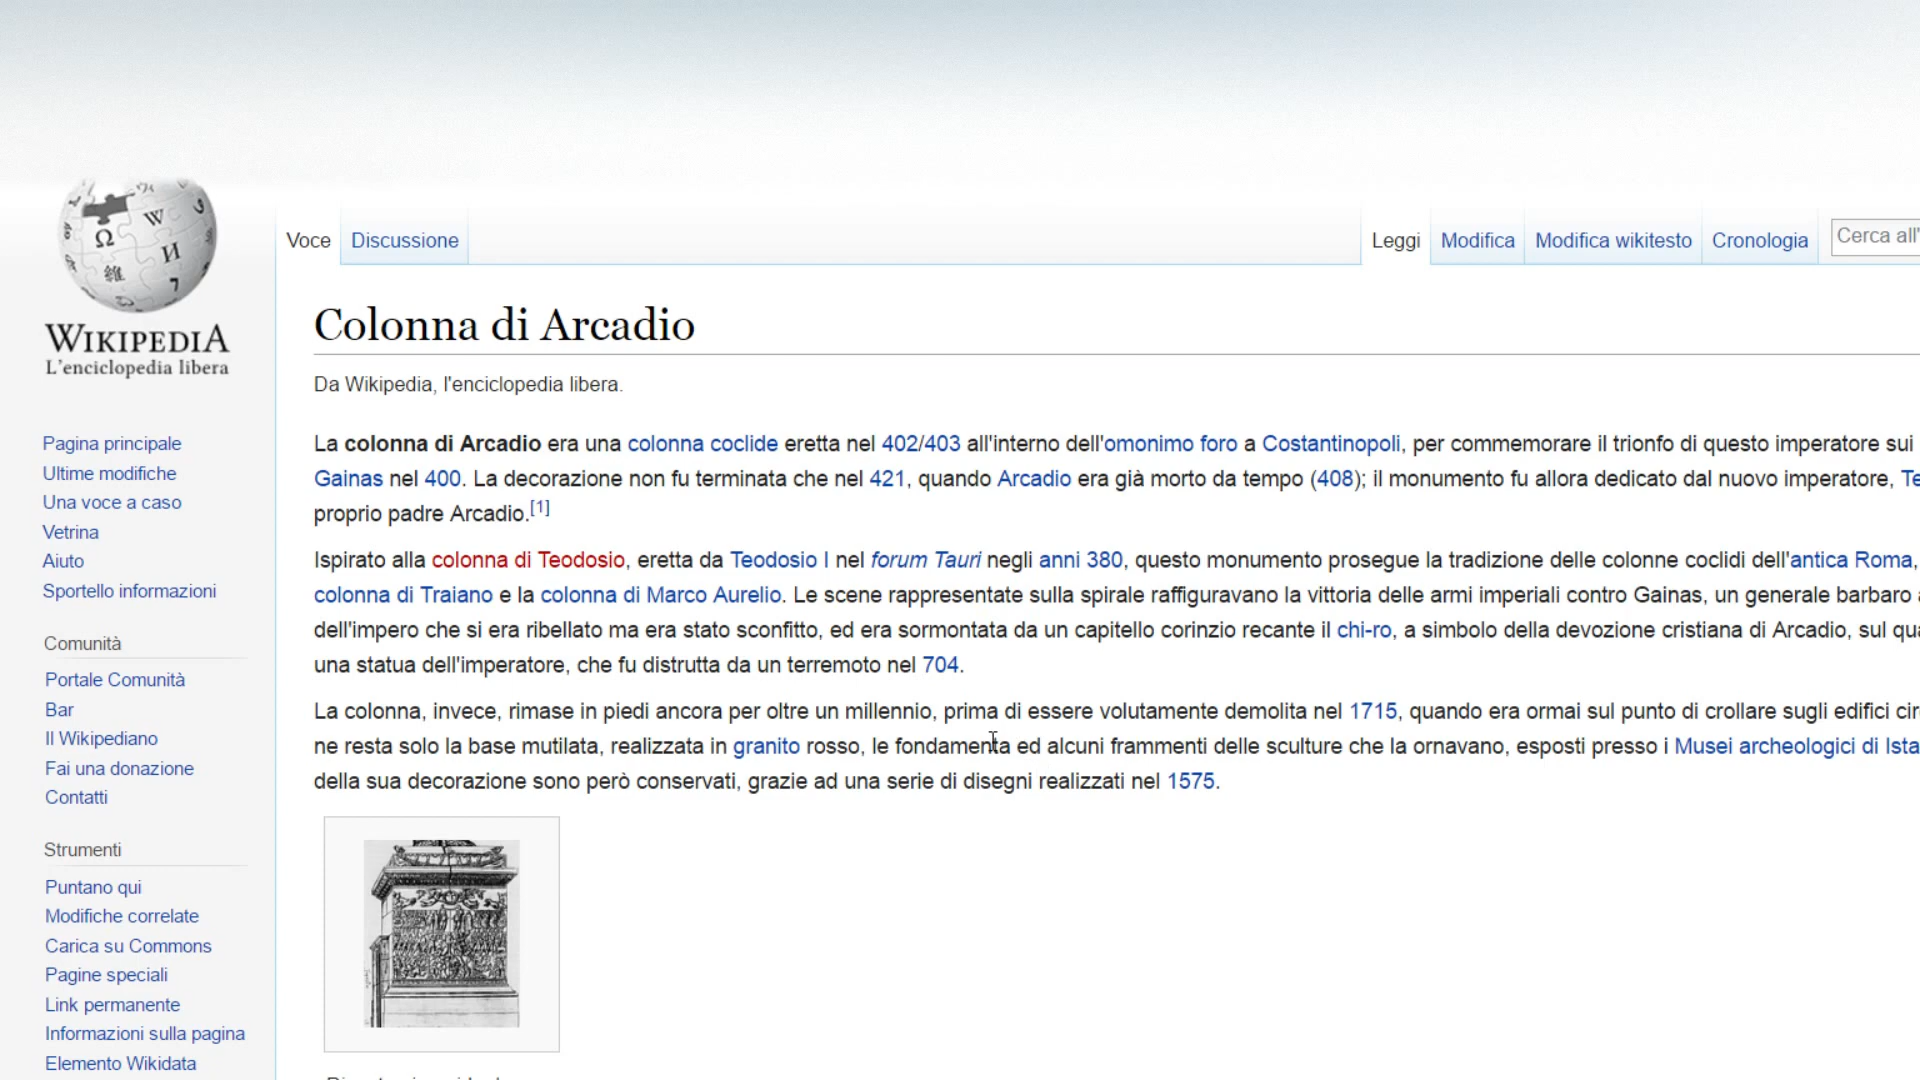 WIKIPEDIA
L'enciclopedia libera
Voce
Discussione
Leggi
Modifica
Modifica wikitesto
Cronologia
Cerca all'
Colonna di Arcadio
Da Wikipedia, l'enciclopedia libera.
La colonna di Arcadio era una colonna coclide eretta nel 402/403 all'interno dell'omonimo foro a Costantinopoli, per commemorare il trionfo di questo imperatore sui
Gainas nel 400. La decorazione non fu terminata che nel 421, quando Arcadio era già morto da tempo (408); il monumento fu allora dedicato dal nuovo imperatore, Te
proprio padre Arcadio.[1]
Ispirato alla colonna di Teodosio, eretta da Teodosio I nel forum Tauri negli anni 380, questo monumento prosegue la tradizione delle colonne coclidi dell'antica Roma,
colonna di Traiano e la colonna di Marco Aurelio. Le scene rappresentate sulla spirale raffiguravano la vittoria delle armi imperiali contro Gainas, un generale barbaro a
dell'impero che si era ribellato ma era stato sconfitto, ed era sormontata da un capitello corinzio recante il chi-ro, a simbolo della devozione cristiana di Arcadio, sul qua
una statua dell'imperatore, che fu distrutta da un terremoto nel 704.
La colonna, invece, rimase in piedi ancora per oltre un millennio, prima di essere volutamente demolita nel 1715, quando era ormai sul punto di crollare sugli edifici cir
ne resta solo la base mutilata, realizzata in granito rosso, le fondamenta ed alcuni frammenti delle sculture che la ornavano, esposti presso i Musei archeologici di Ista
della sua decorazione sono però conservati, grazie ad una serie di disegni realizzati nel 1575.
Pagina principale
Ultime modifiche
Una voce a caso
Vetrina
Aiuto
Sportello informazioni
Comunità
Portale Comunità
Bar
Il Wikipediano
Fai una donazione
Contatti
Strumenti
Puntano qui
Modifiche correlate
Carica su Commons
Pagine speciali
Link permanente
Informazioni sulla pagina
Elemento Wikidata